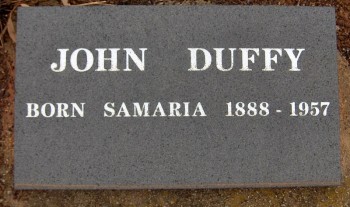 JOHN DUFFY
BORN SAMARIA 1888 - 1957